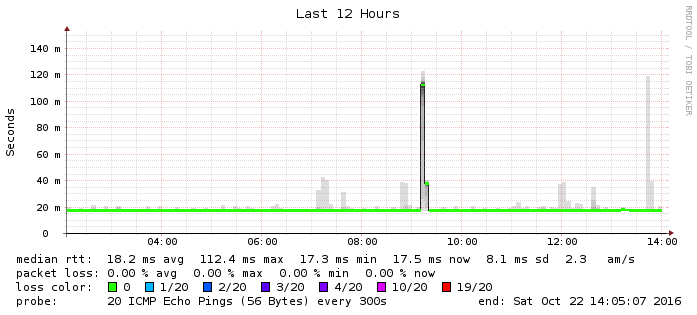 Last 12 Hours
RRDTOOL / TOBI OETIKER
Seconds
140 m
120 m
100 m
80 m
60 m
40 m
20 m
0
04:00 06:00 08:00 10:00 12:00 14:00
median rtt: 18.2 ms avg 112.4 ms max 17.3 ms min 17.5 ms now 8.1 ms sd 2.3 am/s
packet loss: 0.00 % avg 0.00 % max 0.00 % min 0.00 % now
loss color: 0 1/20 2/20 3/20 4/20 10/20 19/20
probe: 20 ICMP Echo Pings (56 Bytes) every 300s end: Sat Oct 22 14:05:07 2016